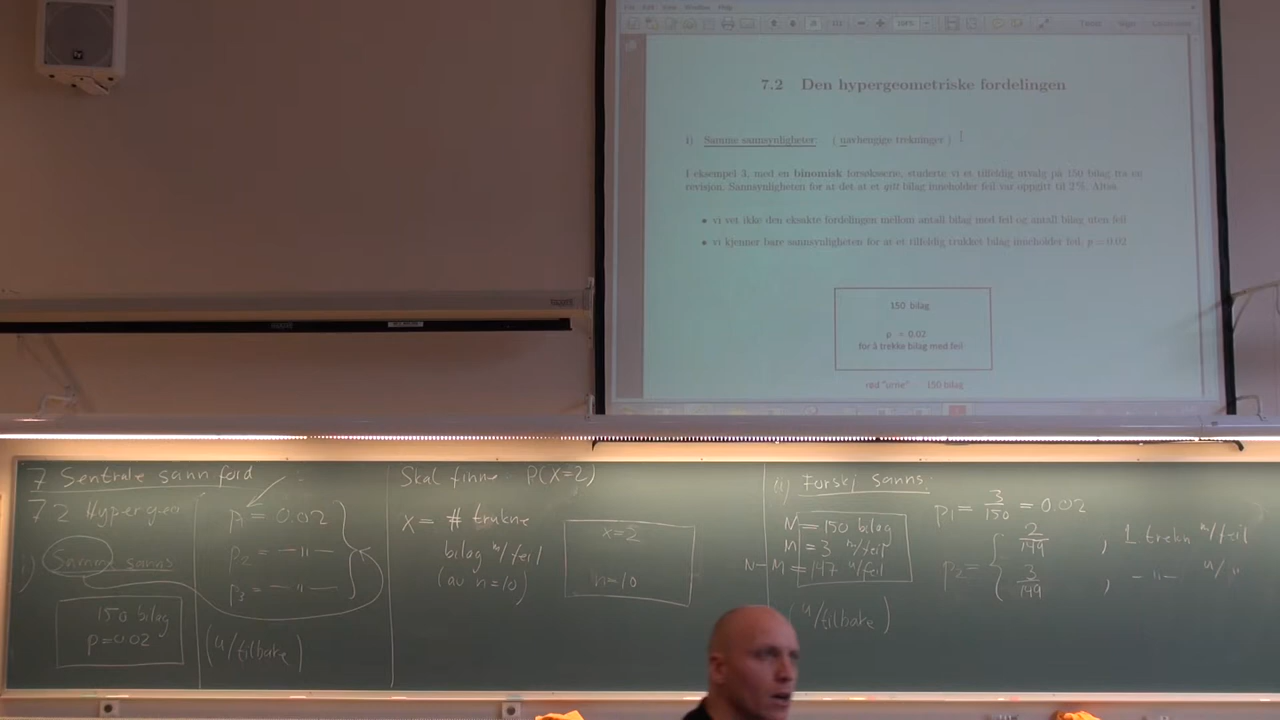 7.2 Den hypergeometriske fordelingen
i) Samme sannsynligheter: ( uavhengige trekninger )
I eksempel 3, med en binomisk forsøksserie, studerte vi et tilfeldig utvalg på 150 bilag fra en
revisjon. Sannsynligheten for at det at et gitt bilag inneholder feil var oppgitt til 2%. Altså
• vi vet ikke den eksakte fordelingen mellom antall bilag med feil og antall bilag uten feil
• vi kjenner bare sannsynligheten for at et tilfeldig trukket bilag inneholder feil, p = 0.02
150 bilag
p = 0.02
for å trekke bilag med feil
rød "urne" 150 bilag
7 Sentrale sann ford
7.2 Hypergeo
i) Samme sanns
150 bilag
p=0.02
p1 = 0.02
p2 = —"—
p3 = —"—
(u/tilbake)
Skal finne P(X=2)
X = # trukne
bilag m/feil
(av n=10)
x=2
n=10
ii) Forskj sanns.
N = 150 bilag
M = 3 m/feil
N-M = 147 u/feil
(u/tilbake)
p1 = 3/150 = 0.02
p2 = { 2/149 , 1 trekn m/feil
3/149 , —"— u/"